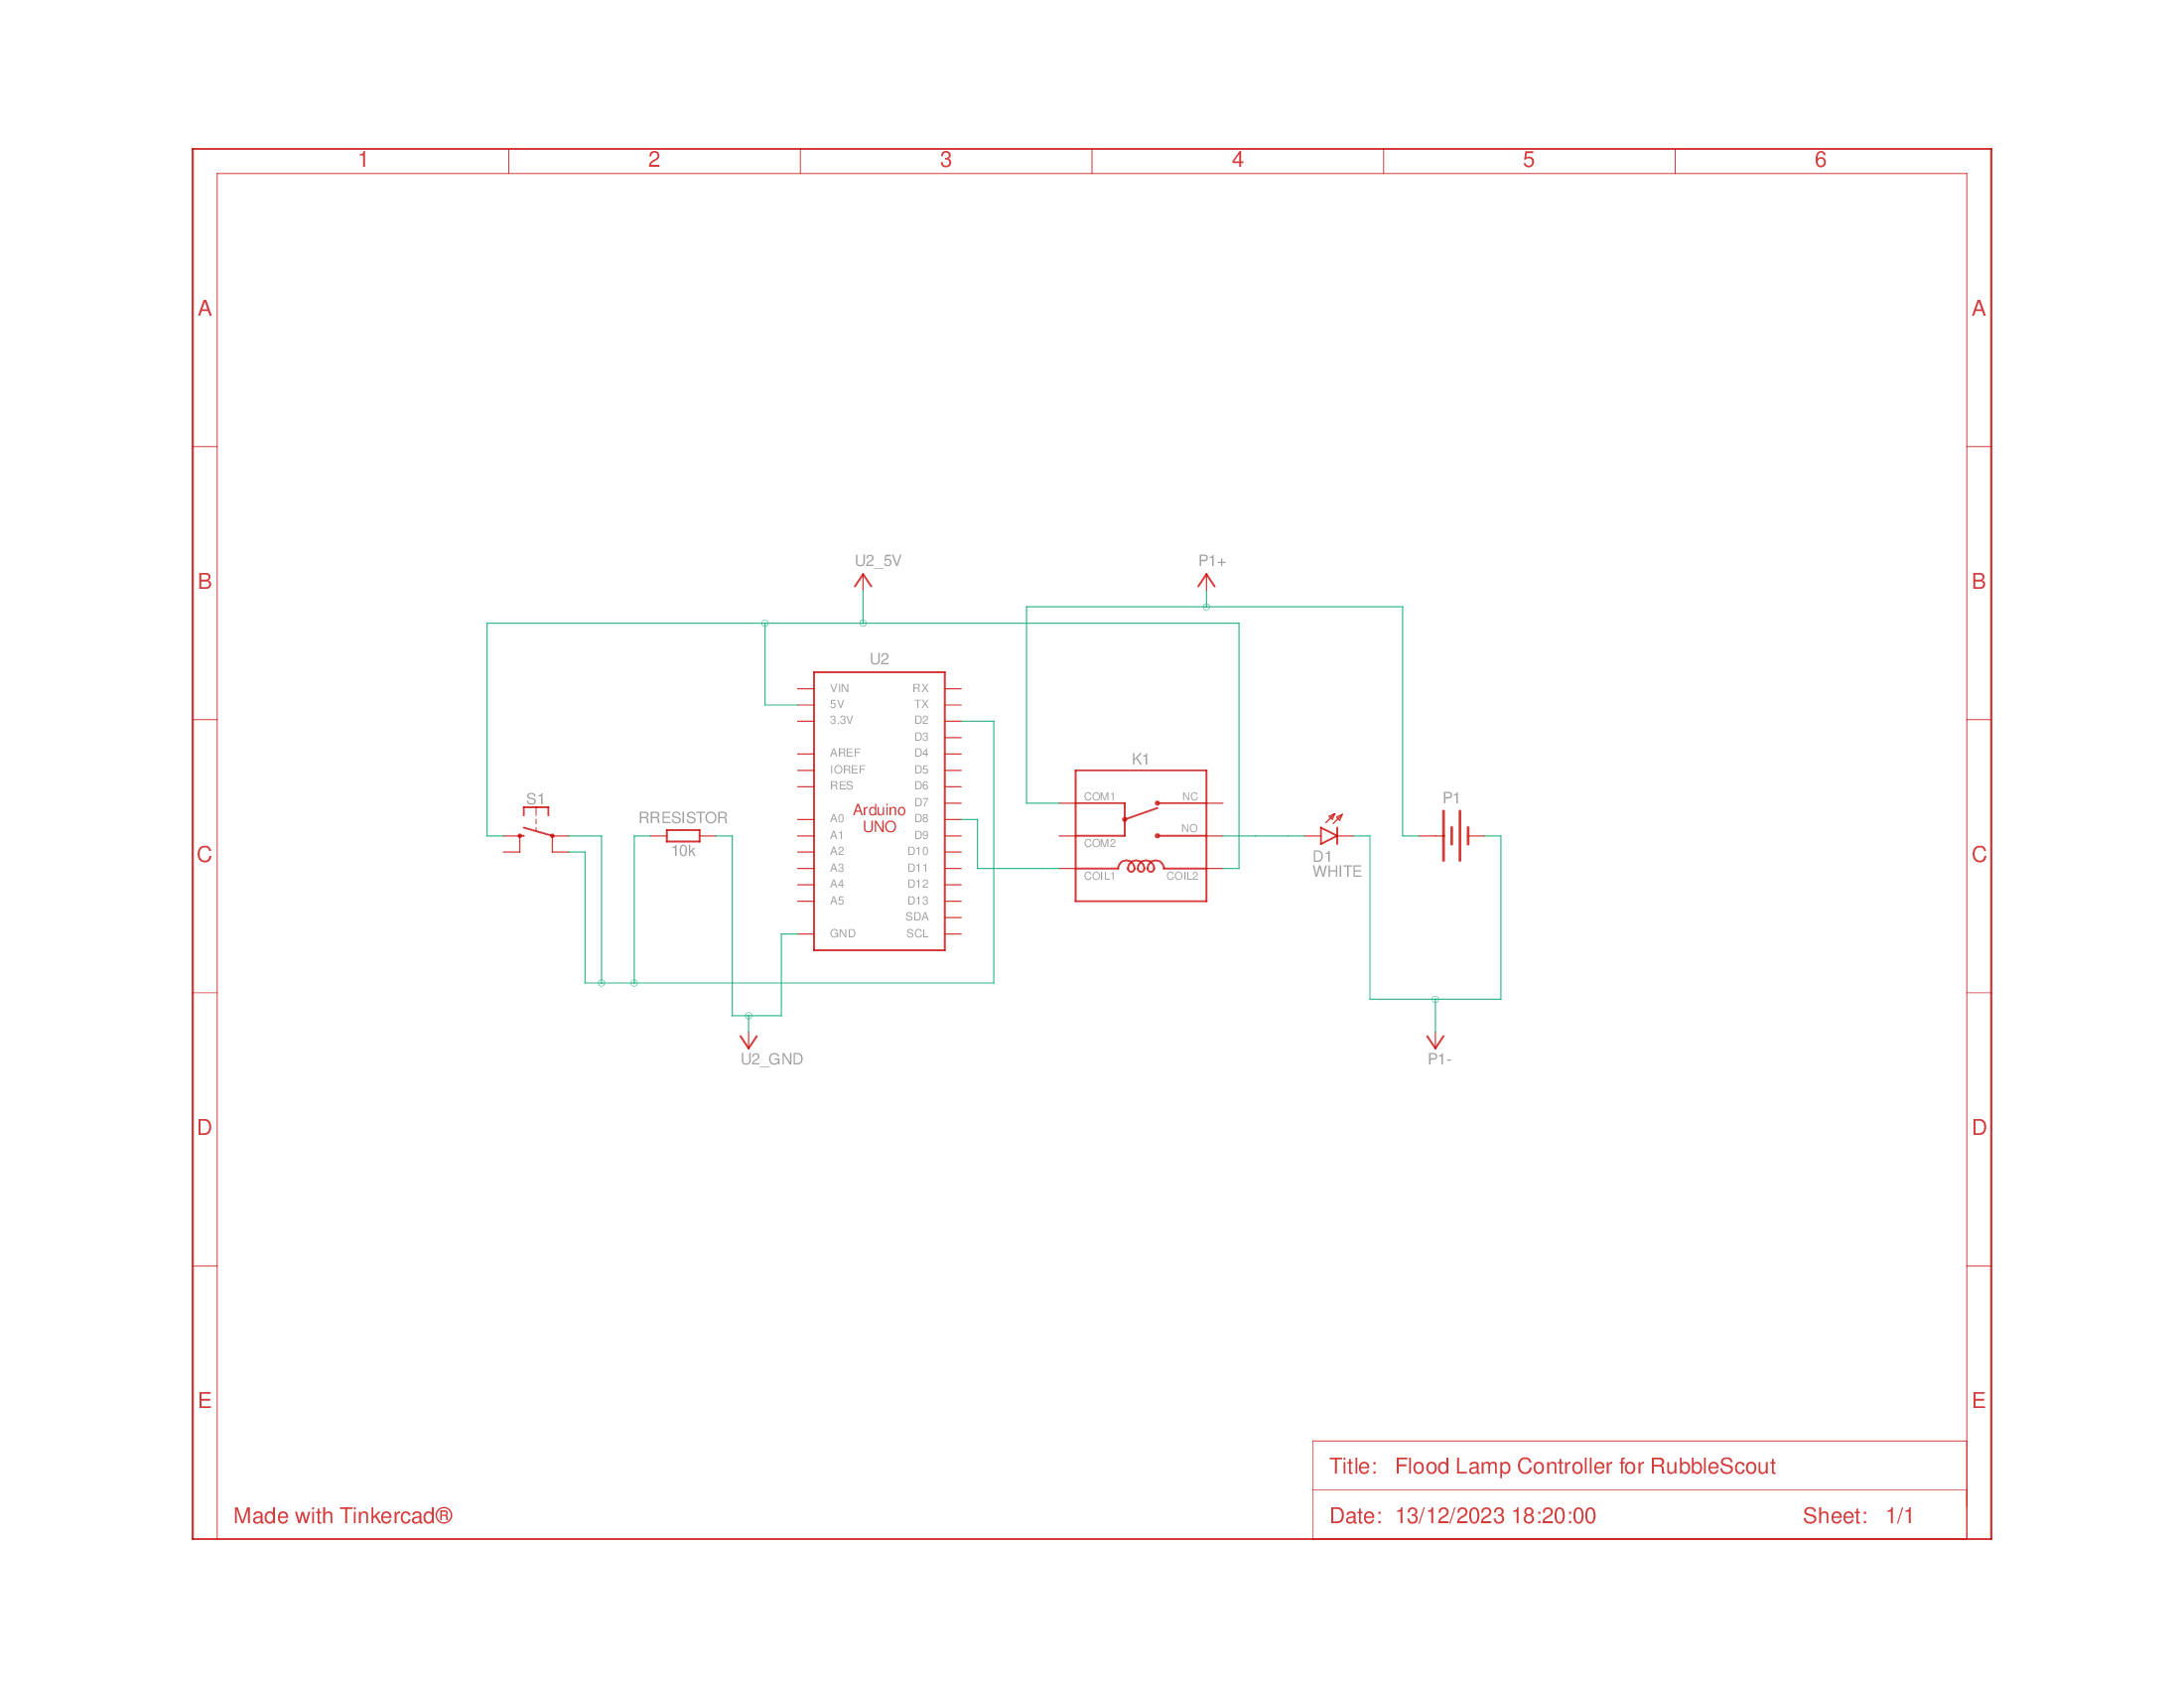 1 2 3 4 5 6
A A
U2_5V P1+
B B
U2
VIN RX
5V TX
3.3V D2
D3
AREF D4
IOREF D5
RES D6
D7
A0 D8
A1 D9
A2 D10
A3 D11
A4 D12
A5 D13
SDA
GND SCL
Arduino
UNO
K1
COM1 NC
NO
COM2
COIL1 COIL2
S1
RRESISTOR
10k
D1
WHITE
P1
C C
U2_GND P1-
D D
E E
Title: Flood Lamp Controller for RubbleScout
Made with Tinkercad®
Date: 13/12/2023 18:20:00 Sheet: 1/1